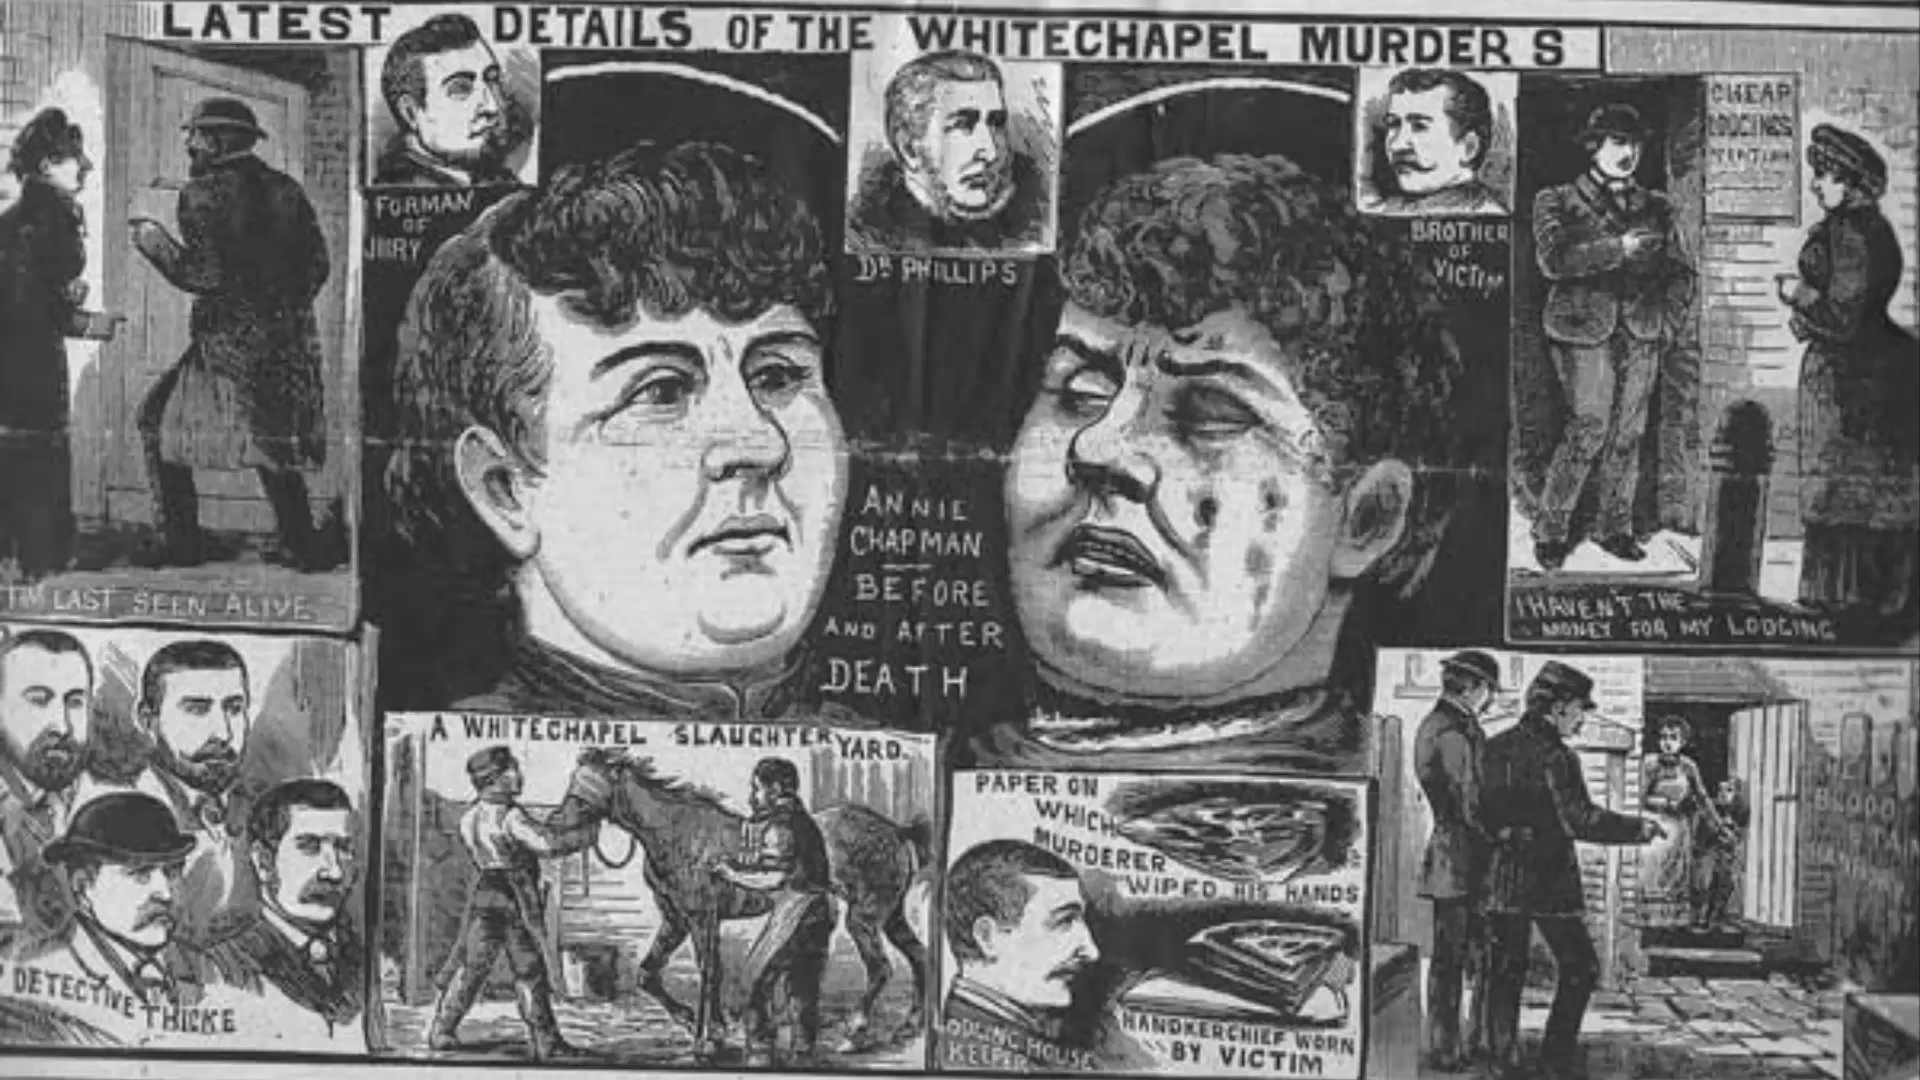 LATEST DETAILS OF THE WHITECHAPEL MURDERS
FORMAN
OF
JURY
DR PHILLIPS
BROTHER
OF
VICTIM
CHEAP
LODGINGS
LAST SEEN ALIVE
ANNIE
CHAPMAN
BEFORE
AND AFTER
DEATH
I HAVEN'T THE
MONEY FOR MY LODGING
DETECTIVE THICKE
A WHITECHAPEL SLAUGHTER YARD.
PAPER ON
WHICH
MURDERER
WIPED HIS HANDS
HOUSE
KEEPER
HANDKERCHIEF WORN
BY VICTIM
BLOOD